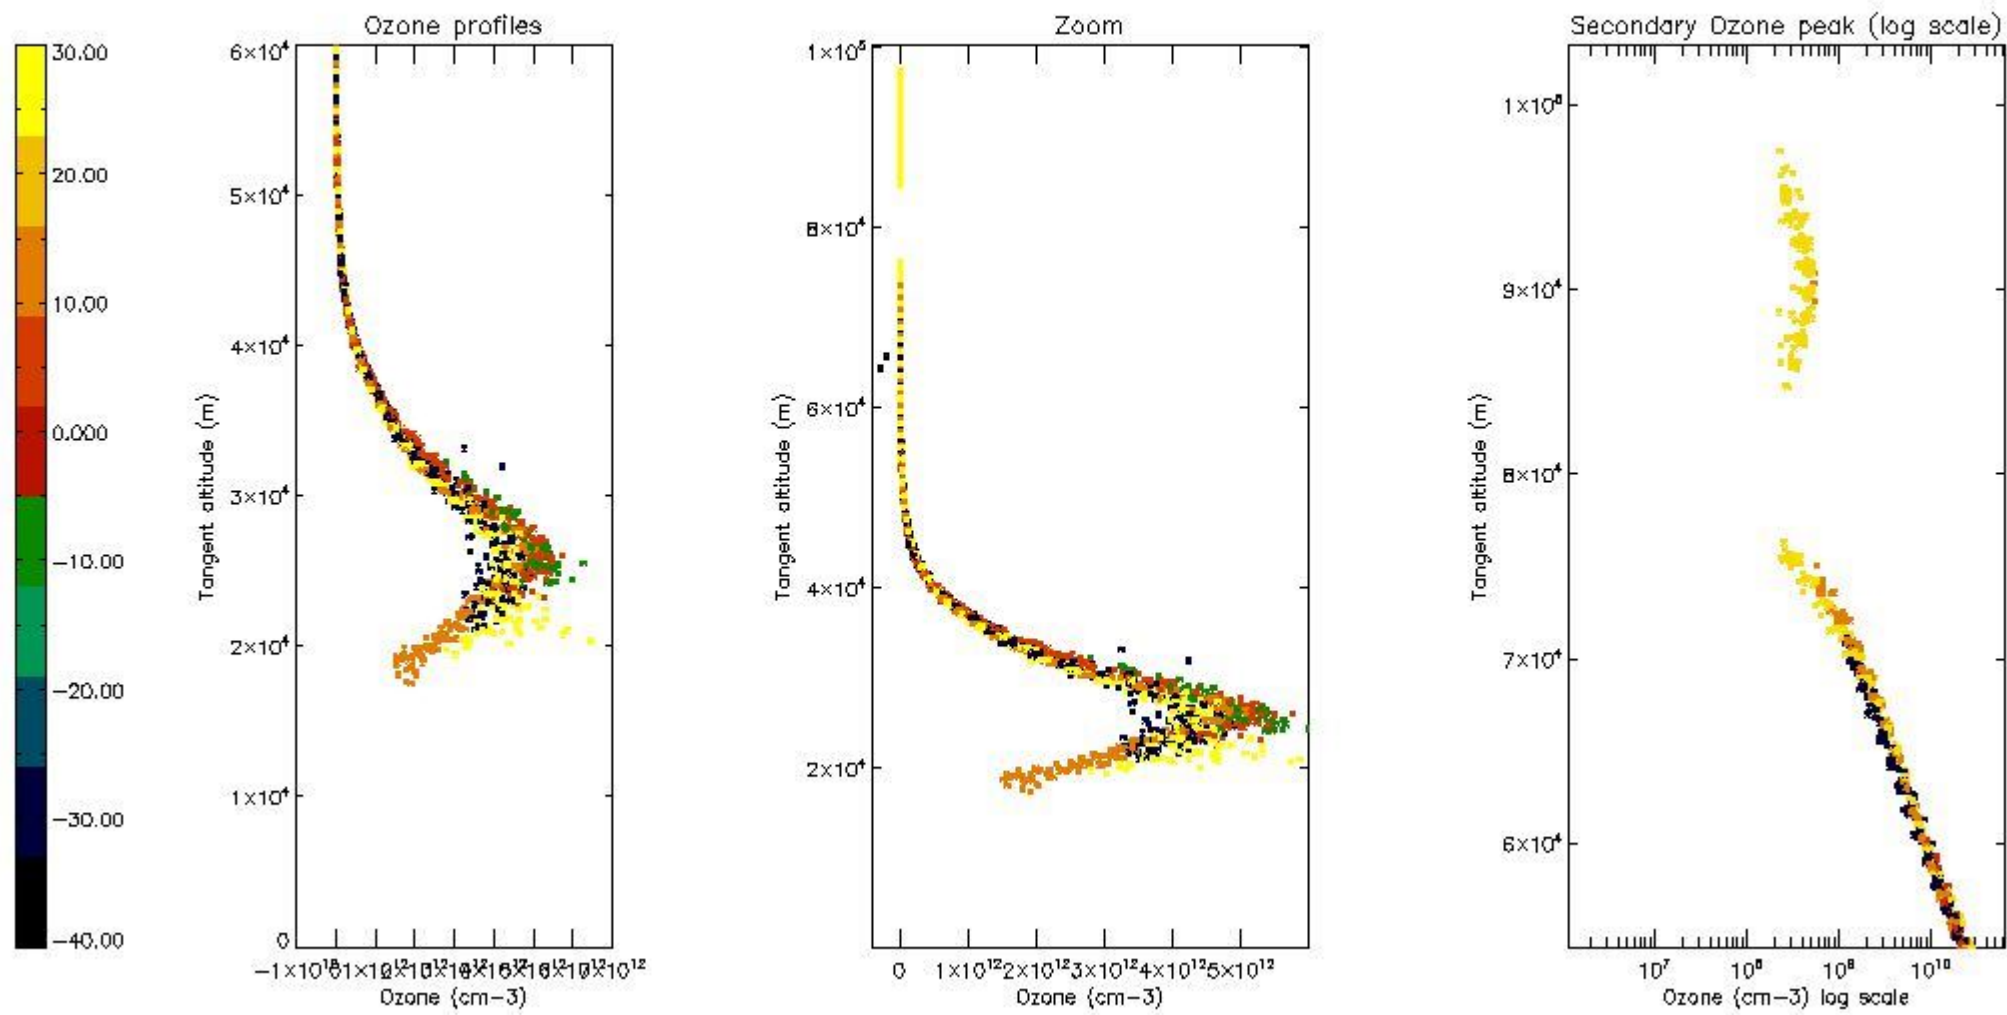 Ozone profiles
Zoom
Secondary Ozone peak (log scale)
30.00
20.00
10.00
0.000
−10.00
−20.00
−30.00
−40.00
6×10⁴
5×10⁴
4×10⁴
3×10⁴
2×10⁴
1×10⁴
0
Tangent altitude (m)
Ozone (cm−3)
1×10⁵
8×10⁴
6×10⁴
4×10⁴
2×10⁴
Tangent altitude (m)
0 1×10¹² 2×10¹² 3×10¹² 4×10¹² 5×10¹²
Ozone (cm−3)
1×10⁵
9×10⁴
8×10⁴
7×10⁴
6×10⁴
Tangent altitude (m)
10⁷ 10⁸ 10⁹ 10¹⁰
Ozone (cm−3) log scale